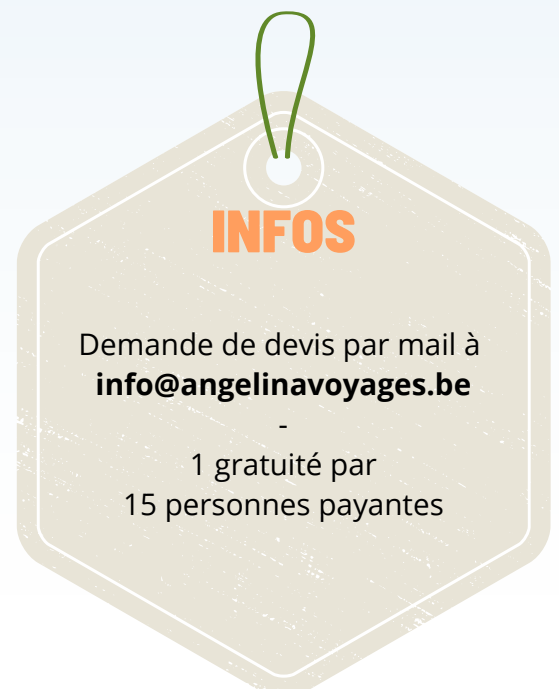 INFOS
Demande de devis par mail à
info@angelinavoyages.be
-
1 gratuité par
15 personnes payantes